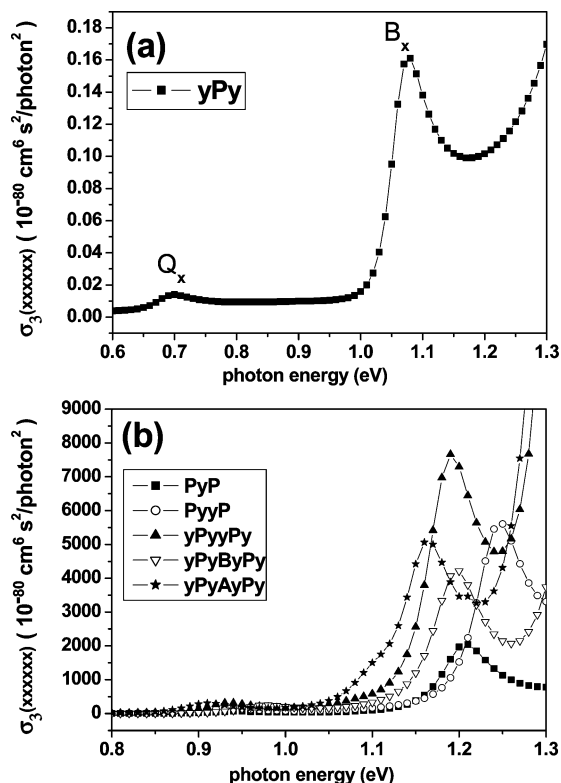 (a)
B x
yPy
Q x
0.18
0.16
0.14
0.12
0.10
0.08
0.06
0.04
0.02
0.00
σ3(xxxxxx) ( 10⁻⁸⁰ cm⁶ s²/photon²)
0.6 0.7 0.8 0.9 1.0 1.1 1.2 1.3
photon energy (eV)
(b)
PyP
PyyP
yPyyPy
yPyByPy
yPyAyPy
9000
8000
7000
6000
5000
4000
3000
2000
1000
0
σ3(xxxxxx) ( 10⁻⁸⁰ cm⁶ s²/photon²)
0.8 0.9 1.0 1.1 1.2 1.3
photon energy (eV)